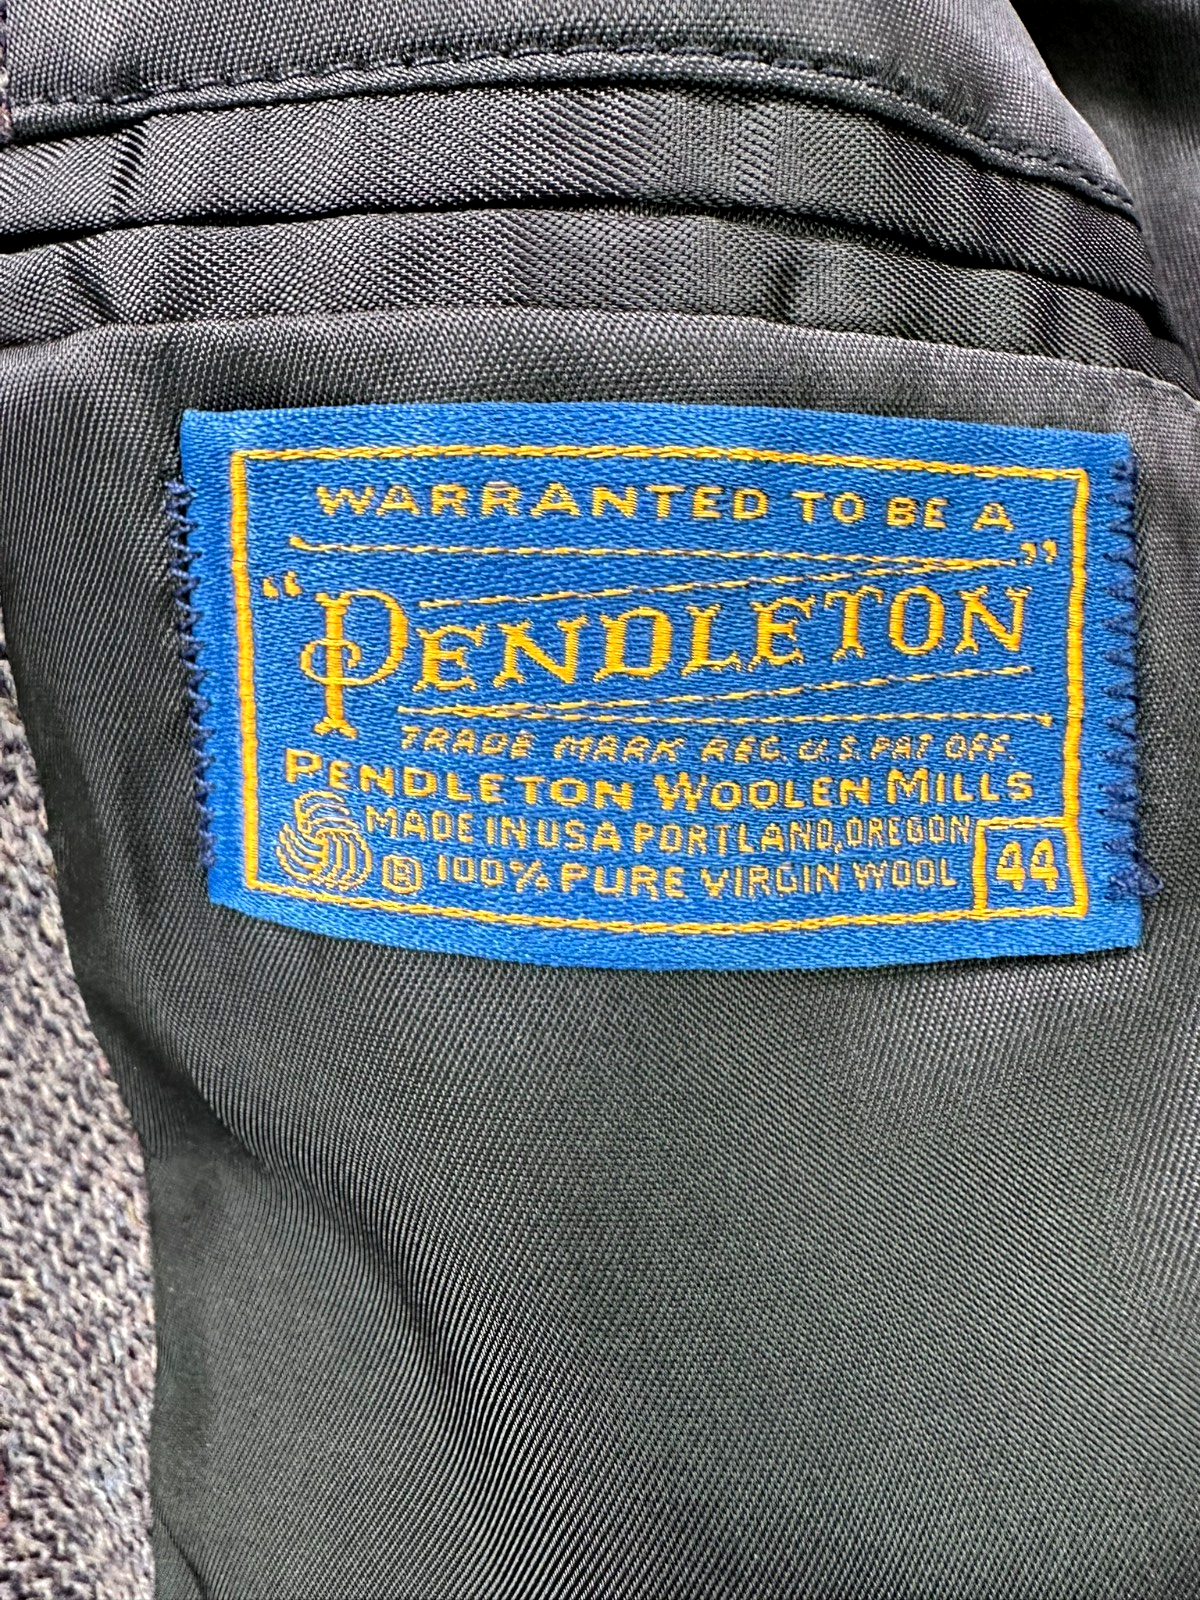 WARRANTED TO BE A
"PENDLETON"
TRADE MARK REG. U.S. PAT OFF.
PENDLETON WOOLEN MILLS
MADE IN USA PORTLAND, OREGON
® 100% PURE VIRGIN WOOL
44